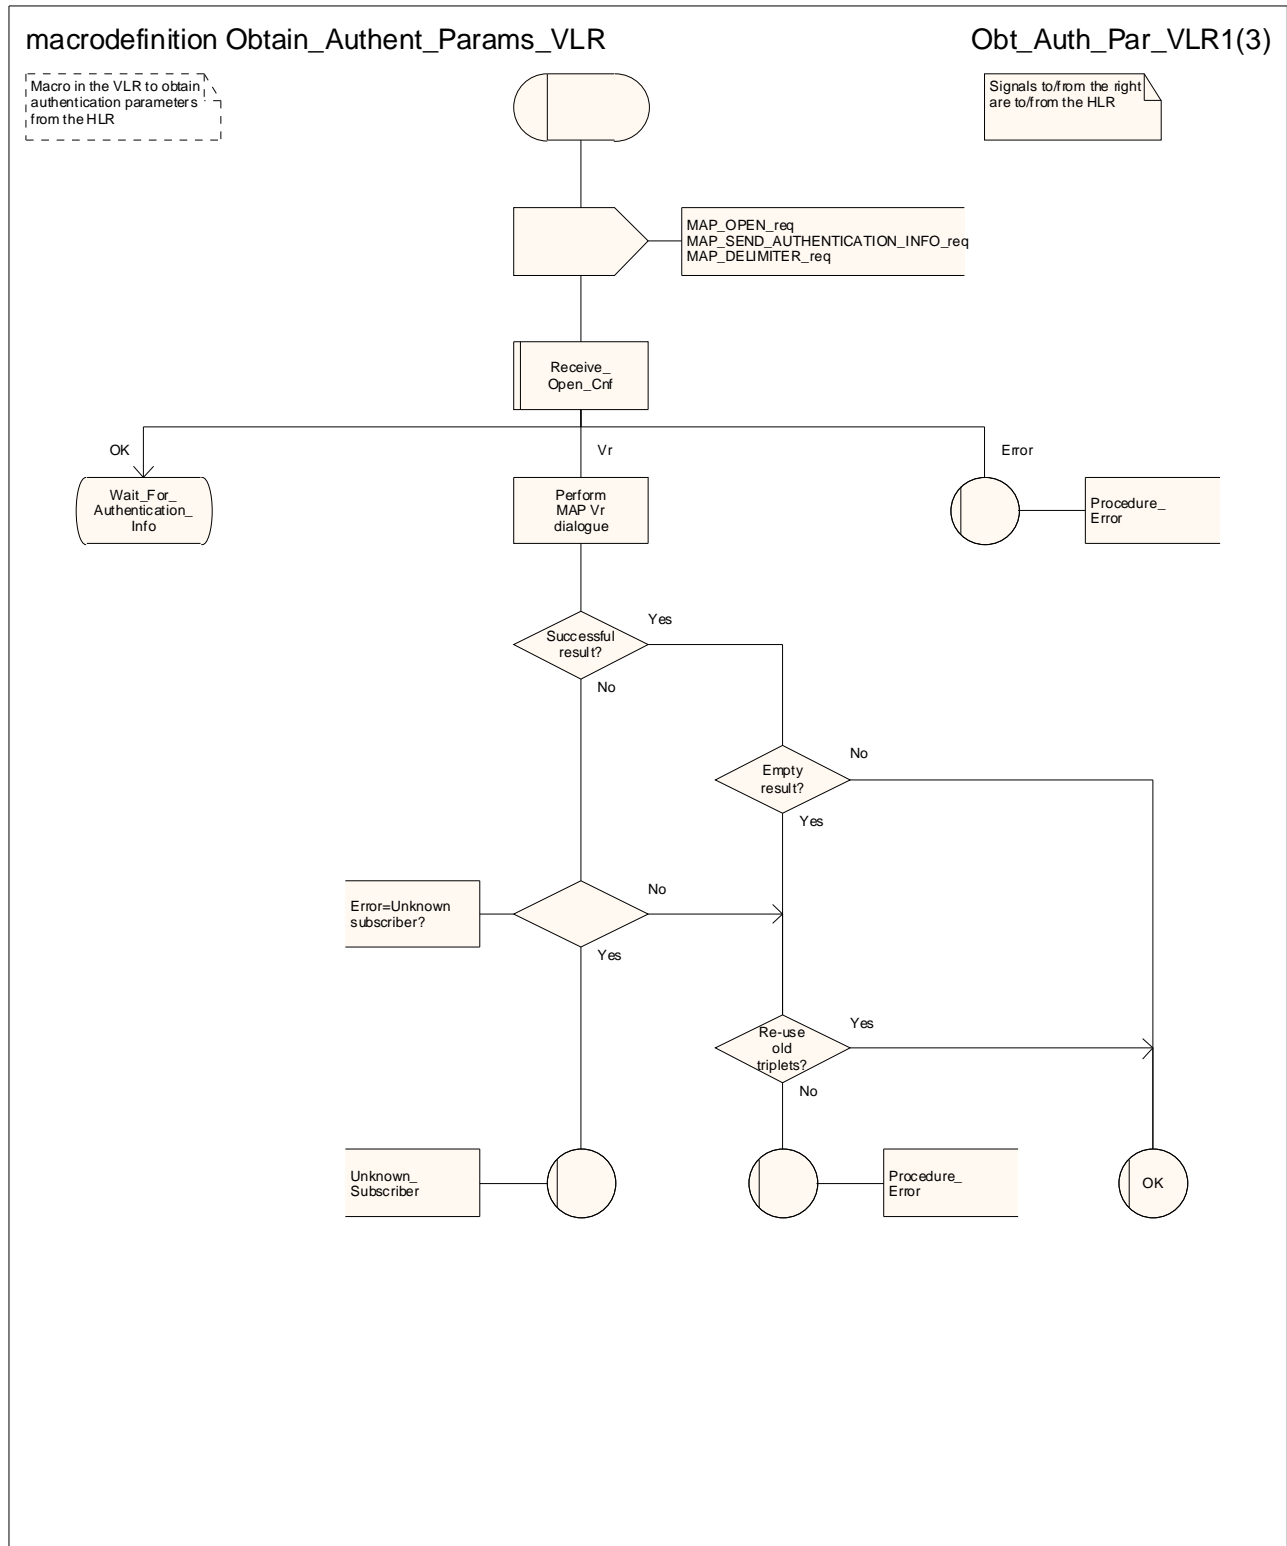 macrodefinition Obtain_Authent_Params_VLR
Obt_Auth_Par_VLR1(3)
Macro in the VLR to obtain
authentication parameters
from the HLR
Signals to/from the right
are to/from the HLR
MAP_OPEN_req
MAP_SEND_AUTHENTICATION_INFO_req
MAP_DELIMITER_req
Receive_
Open_Cnf
OK
Vr
Error
Wait_For_
Authentication_
Info
Perform
MAP Vr
dialogue
Procedure_
Error
Successful
result?
Yes
No
Empty
result?
No
Yes
Error=Unknown
subscriber?
No
Yes
Re-use
old
triplets?
Yes
No
Unknown_
Subscriber
Procedure_
Error
OK